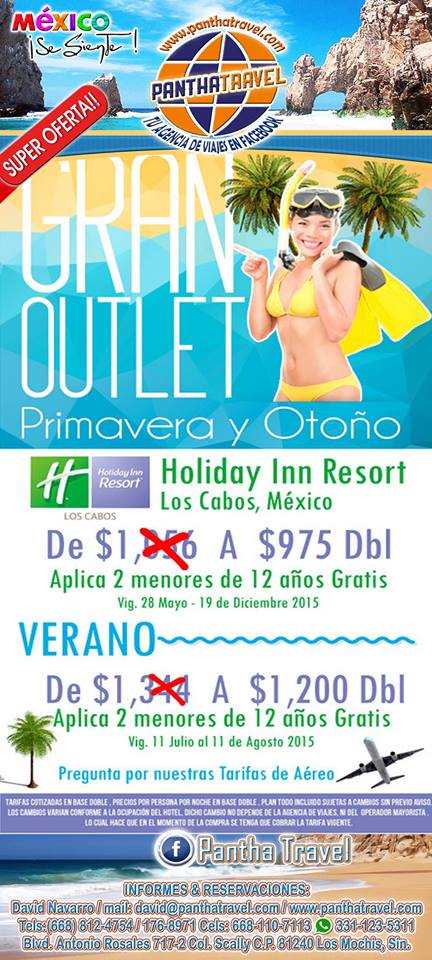 MÉXICO
¡Se Siente!
www.panthatravel.com
PANTHATRAVEL
TU AGENCIA DE VIAJES EN FACEBOOK
SUPER OFERTA!!
GRAN
OUTLET
Primavera y Otoño
H
Holiday Inn
Resort
LOS CABOS
Holiday Inn Resort
Los Cabos, México
De $1,056 A $975 Dbl
Aplica 2 menores de 12 años Gratis
Vig. 28 Mayo - 19 de Diciembre 2015
VERANO
De $1,344 A $1,200 Dbl
Aplica 2 menores de 12 años Gratis
Vig. 11 Julio al 11 de Agosto 2015
Pregunta por nuestras Tarifas de Aéreo
TARIFAS COTIZADAS EN BASE DOBLE , PRECIOS POR PERSONA POR NOCHE EN BASE DOBLE , PLAN TODO INCLUIDO SUJETAS A CAMBIOS SIN PREVIO AVISO.
LOS CAMBIOS VARIAN CONFORME A LA OCUPACIÓN DEL HOTEL, DICHO CAMBIO NO DEPENDE DE LA AGENCIA DE VIAJES, NI DEL OPERADOR MAYORISTA .
LO CUAL HACE QUE EN EL MOMENTO DE LA COMPRA SE TENGA QUE COBRAR LA TARIFA VIGENTE.
f Pantha Travel
INFORMES & RESERVACIONES:
David Navarro / mail: david@panthatravel.com / www.panthatravel.com
Tels:(668) 812-4754 / 176-8971 Cels: 668-110-7113 331-123-5311
Blvd. Antonio Rosales 717-2 Col. Scally C.P. 81240 Los Mochis, Sin.